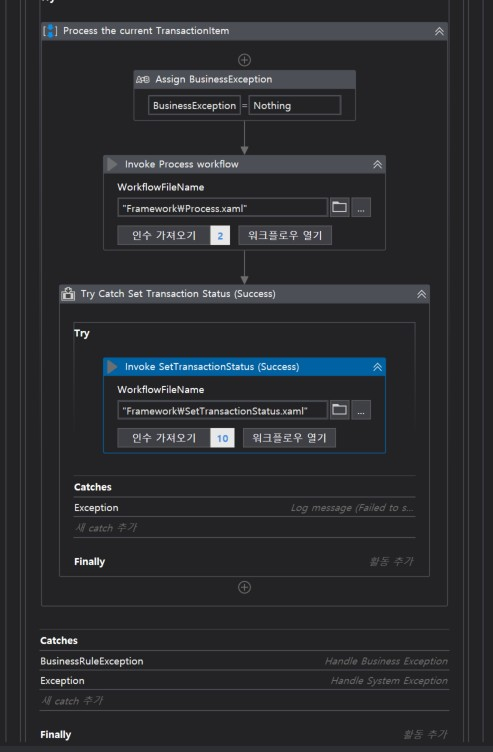 Try
Process the current TransactionItem
A*B Assign BusinessException
BusinessException = Nothing
Invoke Process workflow
WorkflowFileName
"Framework₩Process.xaml"
...
인수 가져오기 2 워크플로우 열기
Try Catch Set Transaction Status (Success)
Try
Invoke SetTransactionStatus (Success)
WorkflowFileName
"Framework₩SetTransactionStatus.xaml"
...
인수 가져오기 10 워크플로우 열기
Catches
Exception Log message (Failed to s...
새 catch 추가
Finally 활동 추가
Catches
BusinessRuleException Handle Business Exception
Exception Handle System Exception
새 catch 추가
Finally 활동 추가